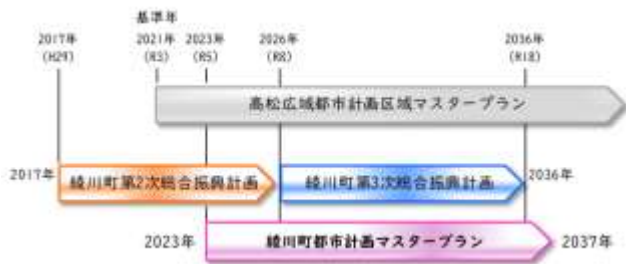 基準年
2017年 2021年 2023年 2026年 2036年
(H29) (R3) (R5) (R8) (R18)
高松広域都市計画区域マスタープラン
2017年 綾川町第2次総合振興計画 綾川町第3次総合振興計画 2036年
2023年 綾川町都市計画マスタープラン 2037年